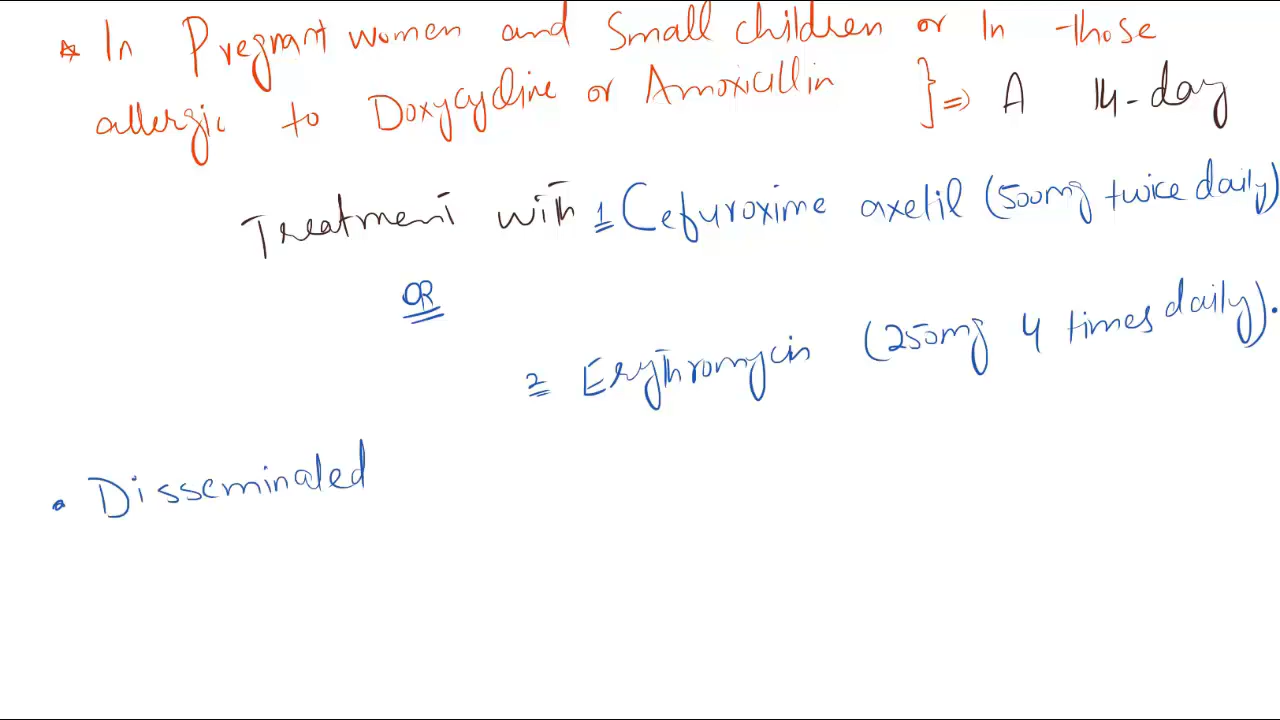 * In Pregnant women and Small children or In those
allergic to Doxycycline or Amoxicillin } => A 14-day
Treatment with 1 Cefuroxime axetil (500mg twice daily)
OR
2 Erythromycin (250mg 4 times daily).
• Disseminated